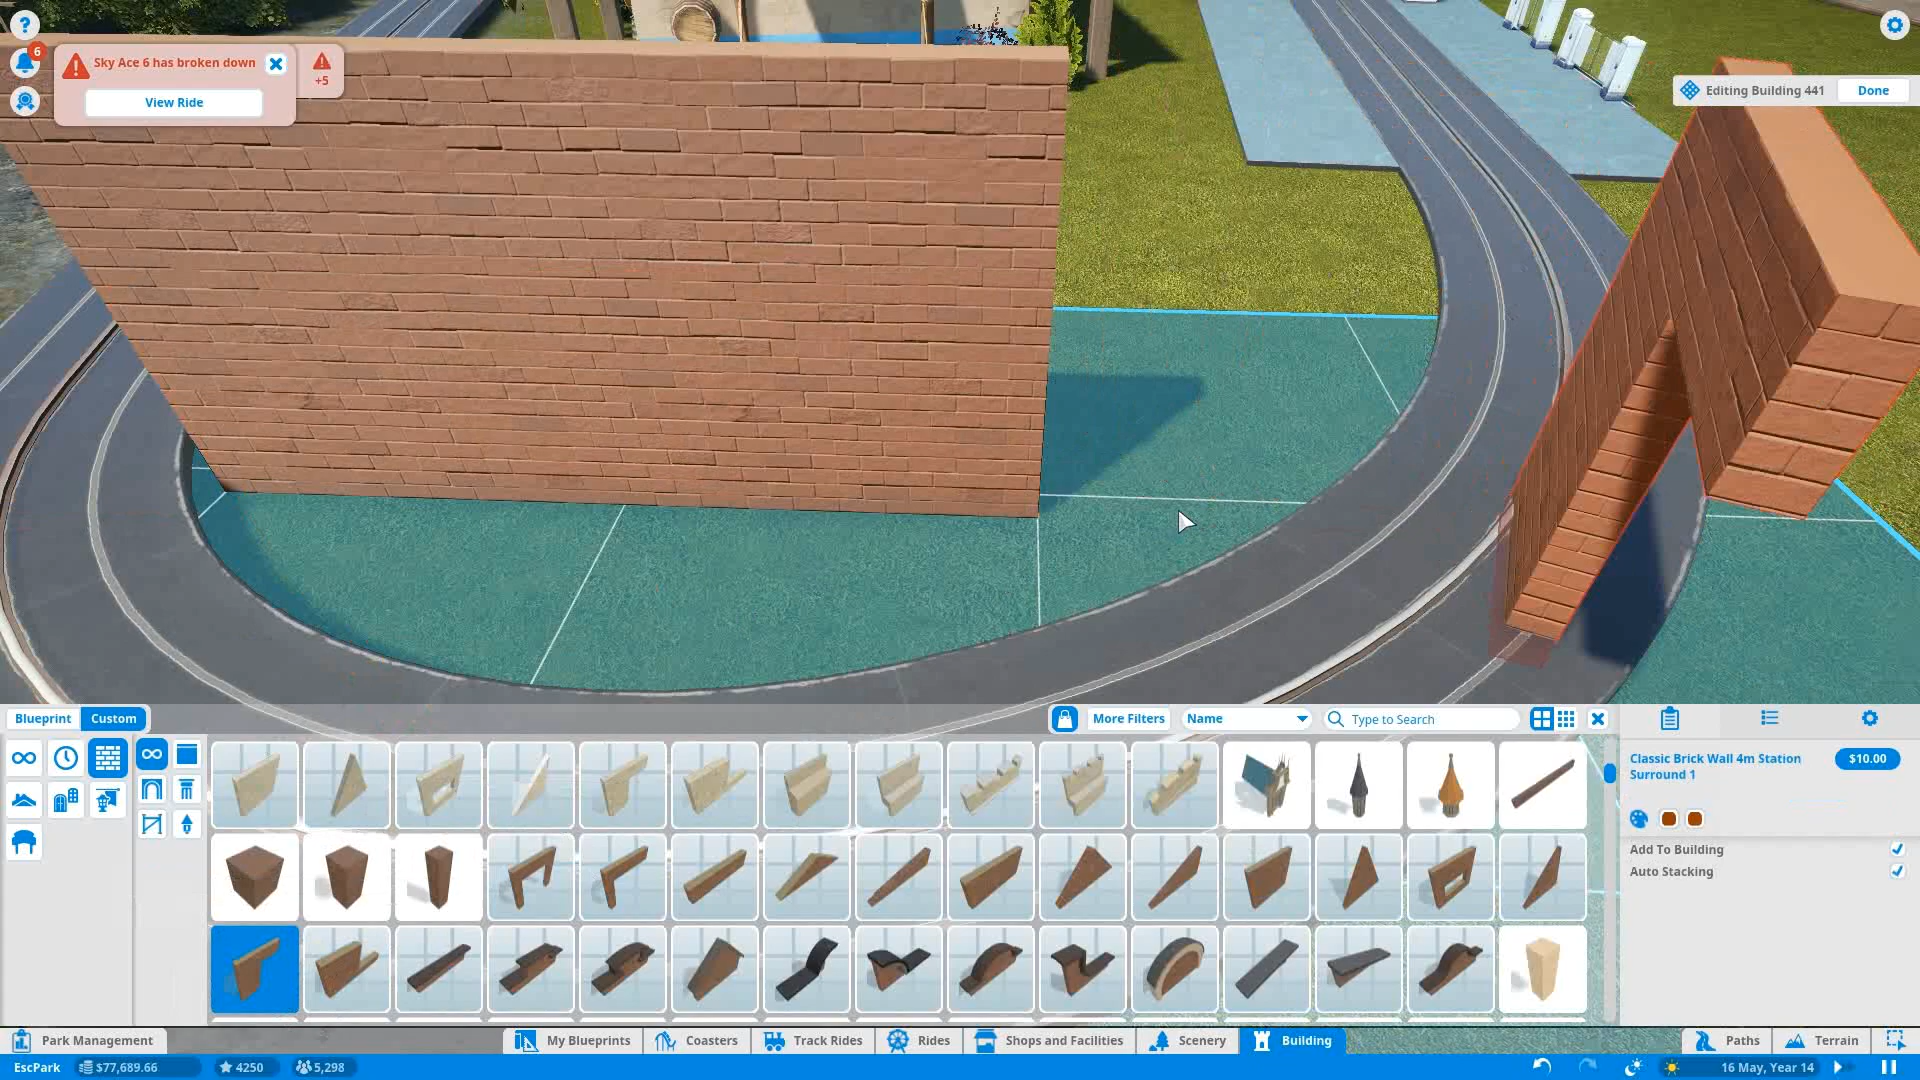 ?
6
Sky Ace 6 has broken down
View Ride
+5
Editing Building 441
Done
Blueprint
Custom
More Filters
Name
Type to Search
Classic Brick Wall 4m Station
Surround 1
$10.00
Add To Building
Auto Stacking
Park Management
My Blueprints
Coasters
Track Rides
Rides
Shops and Facilities
Scenery
Building
Paths
Terrain
EscPark
$77,689.66
4250
5,298
16 May, Year 14